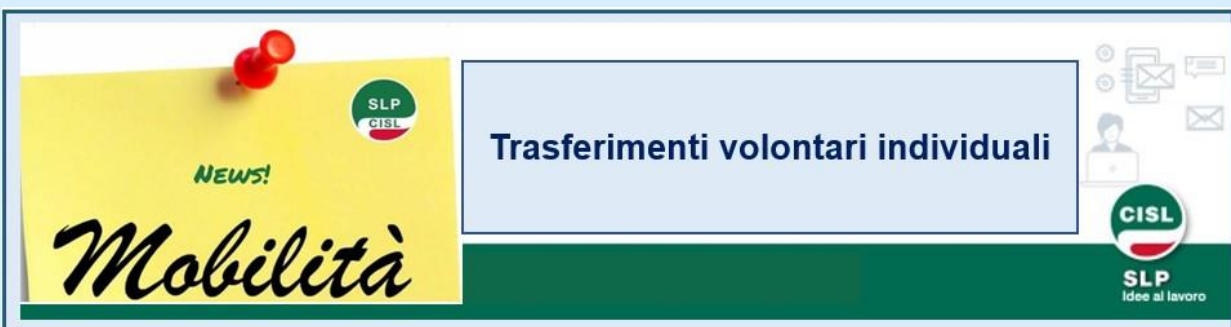 SLP
CISL
NEWS!
Mobilità
Trasferimenti volontari individuali
CISL
SLP
Idee al lavoro